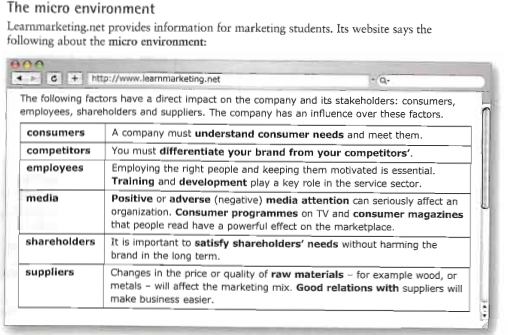 The micro environment
Learnmarketing.net provides information for marketing students. Its website says the
following about the micro environment:
http://www.learnmarketing.net
The following factors have a direct impact on the company and its stakeholders: consumers,
employees, shareholders and suppliers. The company has an influence over these factors.
consumers A company must understand consumer needs and meet them.
competitors You must differentiate your brand from your competitors'.
employees Employing the right people and keeping them motivated is essential.
Training and development play a key role in the service sector.
media Positive or adverse (negative) media attention can seriously affect an
organization. Consumer programmes on TV and consumer magazines
that people read have a powerful effect on the marketplace.
shareholders It is important to satisfy shareholders' needs without harming the
brand in the long term.
suppliers Changes in the price or quality of raw materials – for example wood, or
metals – will affect the marketing mix. Good relations with suppliers will
make business easier.